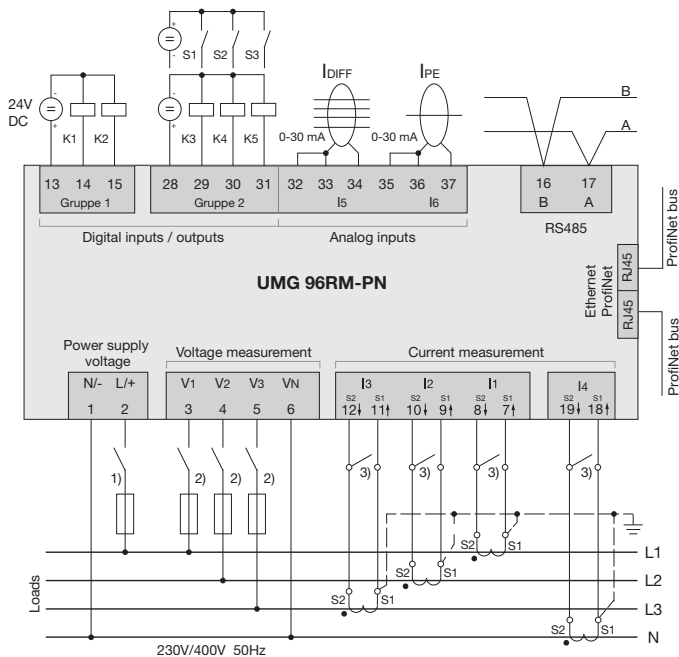 S1 S2 S3
24V
DC
K1 K2
K3 K4 K5
IDIFF
0-30 mA
IPE
0-30 mA
B
A
13 14 15
Gruppe 1
28 29 30 31
Gruppe 2
32 33 34 35 36 37
I5 I6
16 17
B A
RS485
Digital inputs / outputs
Analog inputs
UMG 96RM-PN
Ethernet
ProfiNet
RJ45
RJ45
ProfiNet bus
ProfiNet bus
Power supply
voltage
Voltage measurement
Current measurement
N/- L/+
1 2
V1 V2 V3 VN
3 4 5 6
I3 I2 I1
S2 S1 S2 S1 S2 S1
12↓ 11↑ 10↓ 9↑ 8↓ 7↑
I4
S2 S1
19↓ 18↑
1) 2) 2) 2)
3) 3) 3) 3)
S2 S1
L1
S2 S1
L2
S2 S1
L3
S2 S1
N
Loads
230V/400V 50Hz